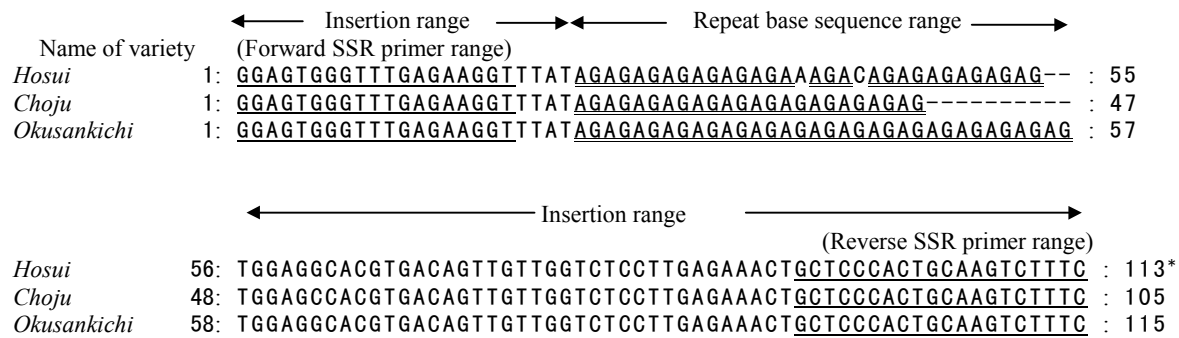 Insertion range Repeat base sequence range
Name of variety (Forward SSR primer range)
Hosui 1: GGAGTGGGTTTGAGAAGGTTTATAGAGAGAGAGAGAGAAAGACAGAGAGAGAGAG-- : 55
Choju 1: GGAGTGGGTTTGAGAAGGTTTATAGAGAGAGAGAGAGAGAGAGAGAG---------- : 47
Okusankichi 1: GGAGTGGGTTTGAGAAGGTTTATAGAGAGAGAGAGAGAGAGAGAGAGAGAGAGAGAG : 57
Insertion range
(Reverse SSR primer range)
Hosui 56: TGGAGGCACGTGACAGTTGTTGGTCTCCTTGAGAAACTGCTCCCACTGCAAGTCTTTC : 113*
Choju 48: TGGAGCCACGTGACAGTTGTTGGTCTCCTTGAGAAACTGCTCCCACTGCAAGTCTTTC : 105
Okusankichi 58: TGGAGGCACGTGACAGTTGTTGGTCTCCTTGAGAAACTGCTCCCACTGCAAGTCTTTC : 115